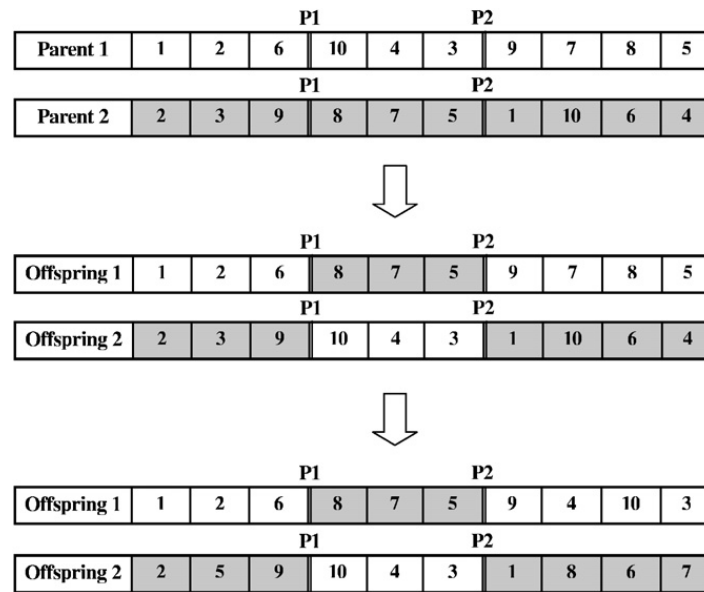 P1 P2
Parent 1 1 2 6 10 4 3 9 7 8 5
P1 P2
Parent 2 2 3 9 8 7 5 1 10 6 4
P1 P2
Offspring 1 1 2 6 8 7 5 9 7 8 5
P1 P2
Offspring 2 2 3 9 10 4 3 1 10 6 4
P1 P2
Offspring 1 1 2 6 8 7 5 9 4 10 3
P1 P2
Offspring 2 2 5 9 10 4 3 1 8 6 7